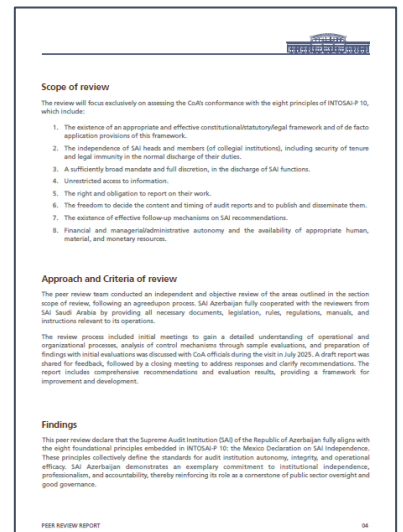 Scope of review
The review will focus exclusively on assessing the CoA's conformance with the eight principles of INTOSAI-P 10,
which include:
1. The existence of an appropriate and effective constitutional/statutory/legal framework and of de facto
application provisions of this framework.
2. The independence of SAI heads and members (of collegial institutions), including security of tenure
and legal immunity in the normal discharge of their duties.
3. A sufficiently broad mandate and full discretion, in the discharge of SAI functions.
4. Unrestricted access to information.
5. The right and obligation to report on their work.
6. The freedom to decide the content and timing of audit reports and to publish and disseminate them.
7. The existence of effective follow-up mechanisms on SAI recommendations.
8. Financial and managerial/administrative autonomy and the availability of appropriate human,
material, and monetary resources.
Approach and Criteria of review
The peer review team conducted an independent and objective review of the areas outlined in the section
scope of review, following an agreedupon process. SAI Azerbaijan fully cooperated with the reviewers from
SAI Saudi Arabia by providing all necessary documents, legislation, rules, regulations, manuals, and
instructions relevant to its operations.
The review process included initial meetings to gain a detailed understanding of operational and
organizational processes, analysis of control mechanisms through sample evaluations, and preparation of
findings with initial evaluations was discussed with CoA officials during the visit in July 2025. A draft report was
shared for feedback, followed by a closing meeting to address responses and clarify recommendations. The
report includes comprehensive recommendations and evaluation results, providing a framework for
improvement and development.
Findings
This peer review declare that the Supreme Audit Institution (SAI) of the Republic of Azerbaijan fully aligns with
the eight foundational principles embedded in INTOSAI-P 10: the Mexico Declaration on SAI Independence.
These principles collectively define the standards for audit institution autonomy, integrity, and operational
efficacy. SAI Azerbaijan demonstrates an exemplary commitment to institutional independence,
professionalism, and accountability, thereby reinforcing its role as a cornerstone of public sector oversight and
good governance.
PEER REVIEW REPORT 04